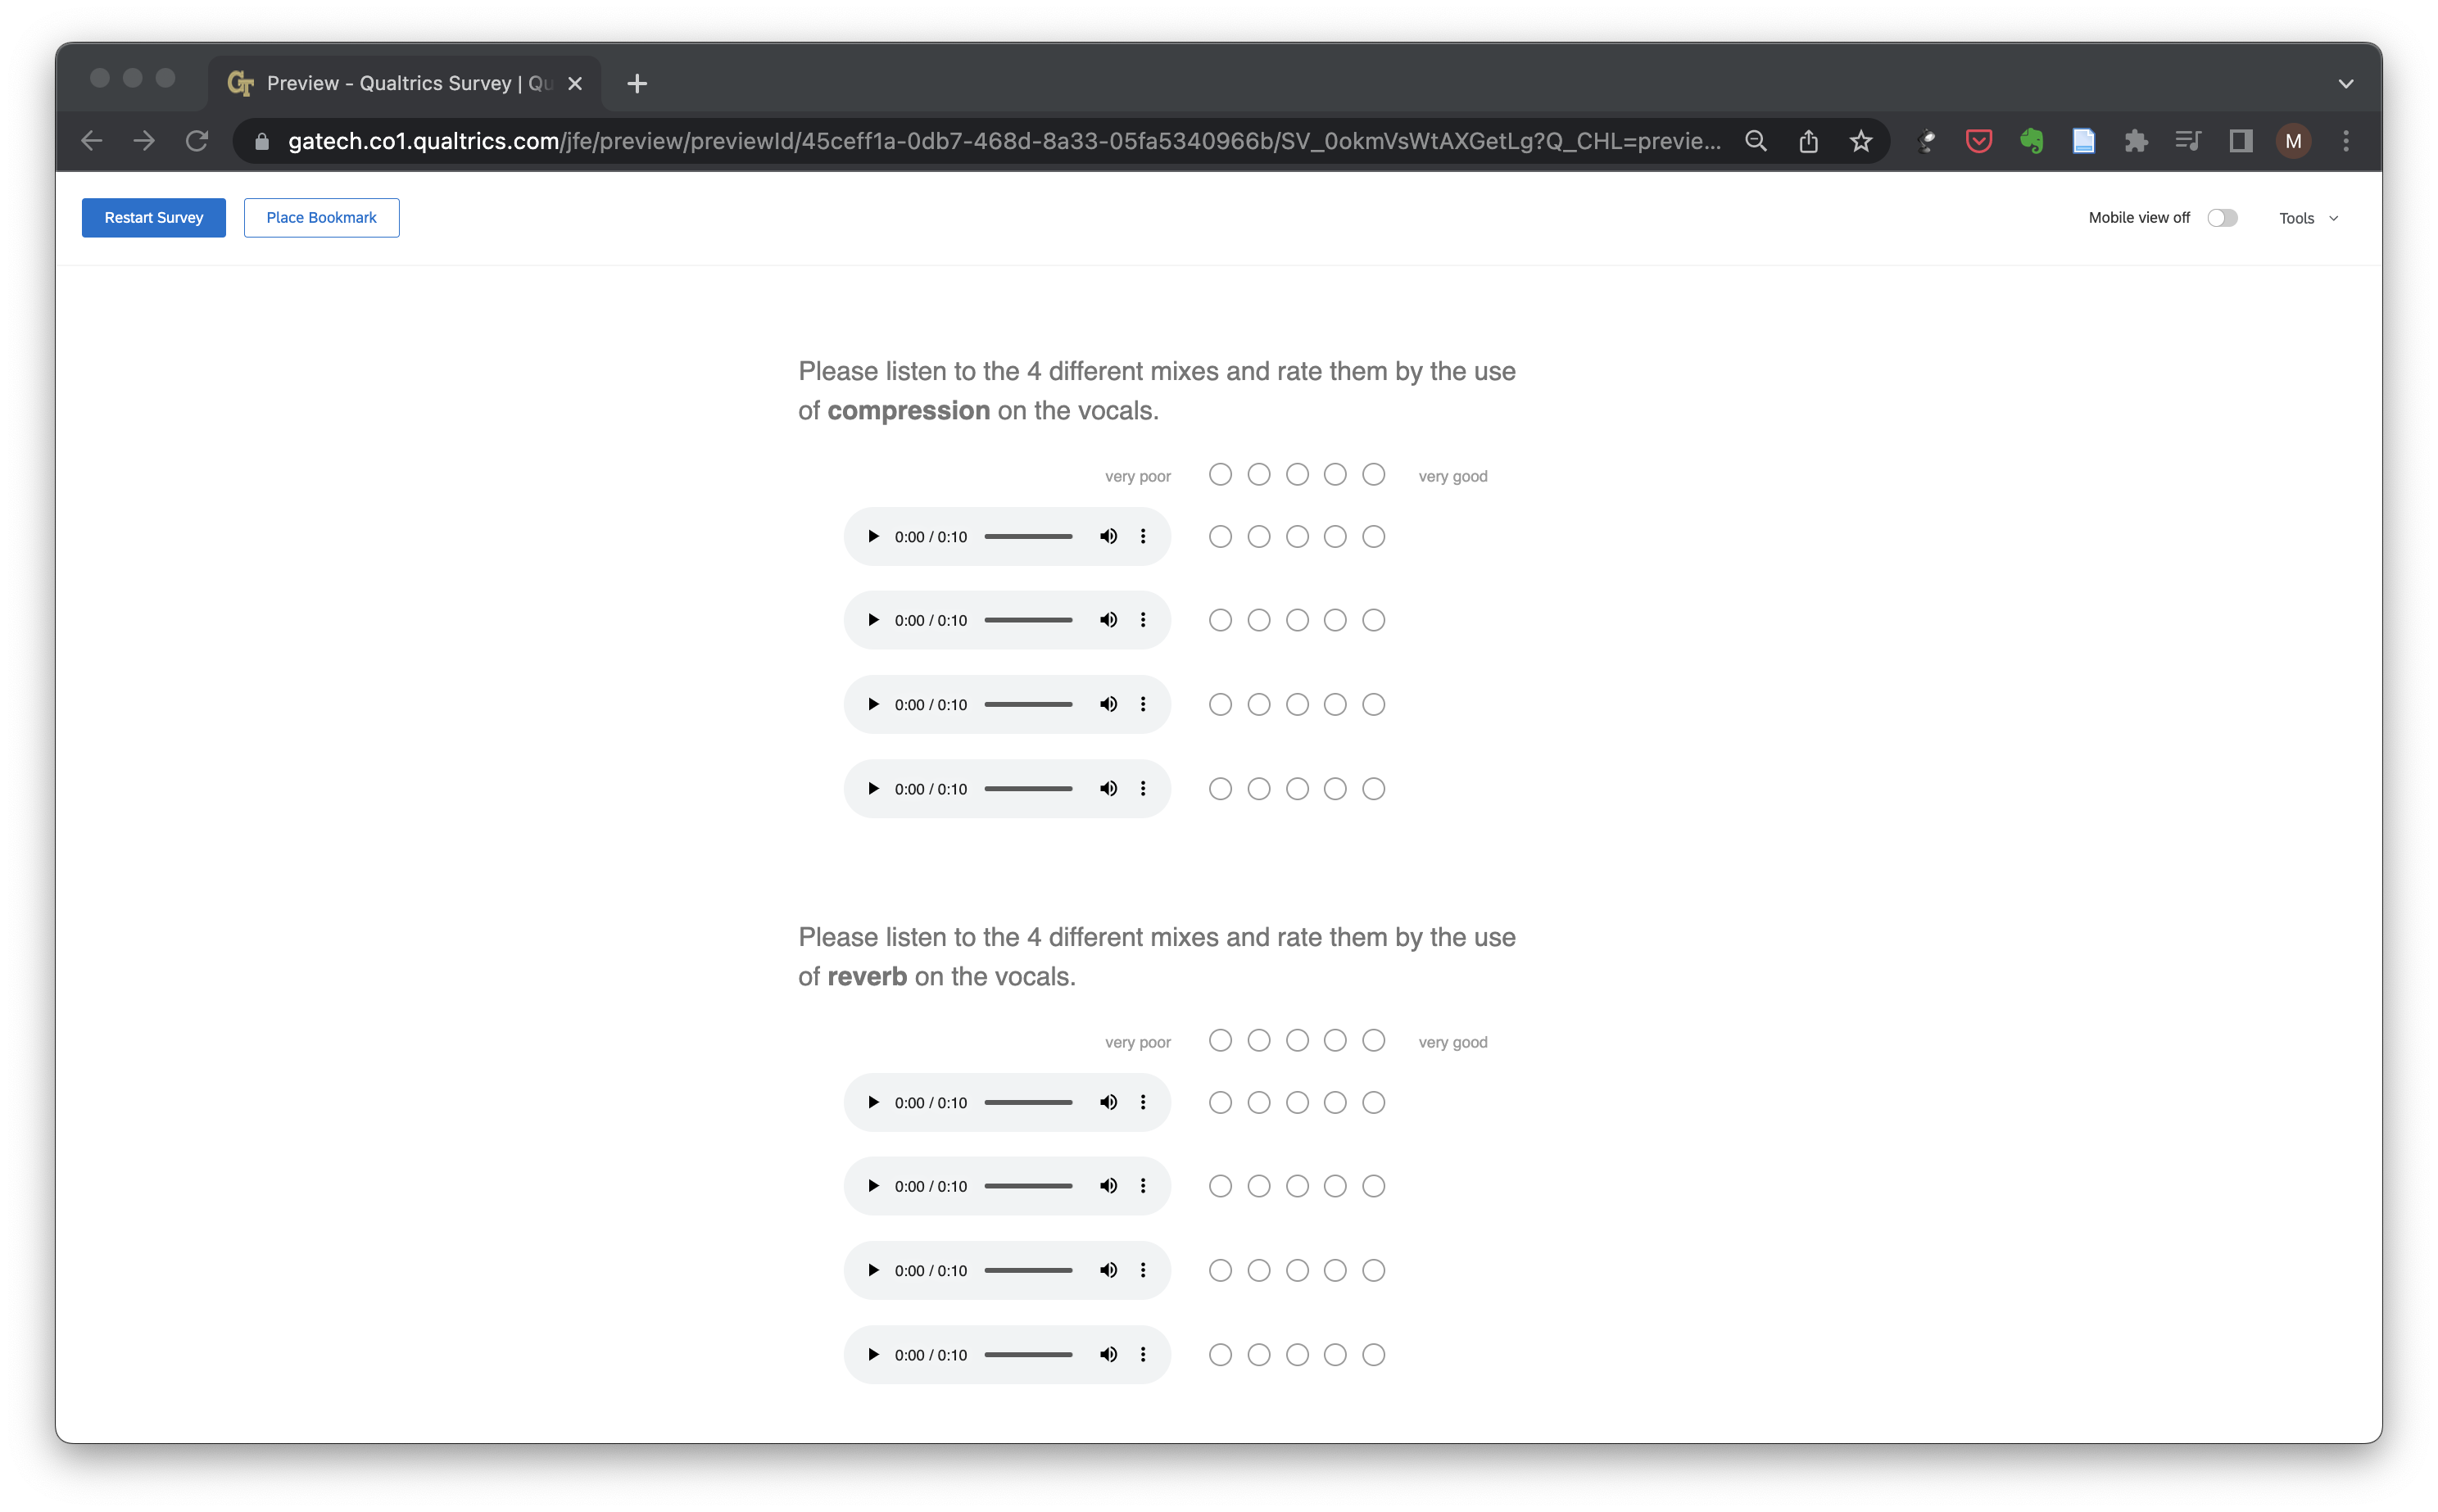 GT Preview - Qualtrics Survey | Qu
gatech.co1.qualtrics.com/jfe/preview/previewId/45ceff1a-0db7-468d-8a33-05fa5340966b/SV_0okmVsWtAXGetLg?Q_CHL=previe... M
Restart Survey Place Bookmark Mobile view off Tools
Please listen to the 4 different mixes and rate them by the use
of compression on the vocals.
very poor very good
0:00 / 0:10
0:00 / 0:10
0:00 / 0:10
0:00 / 0:10
Please listen to the 4 different mixes and rate them by the use
of reverb on the vocals.
very poor very good
0:00 / 0:10
0:00 / 0:10
0:00 / 0:10
0:00 / 0:10